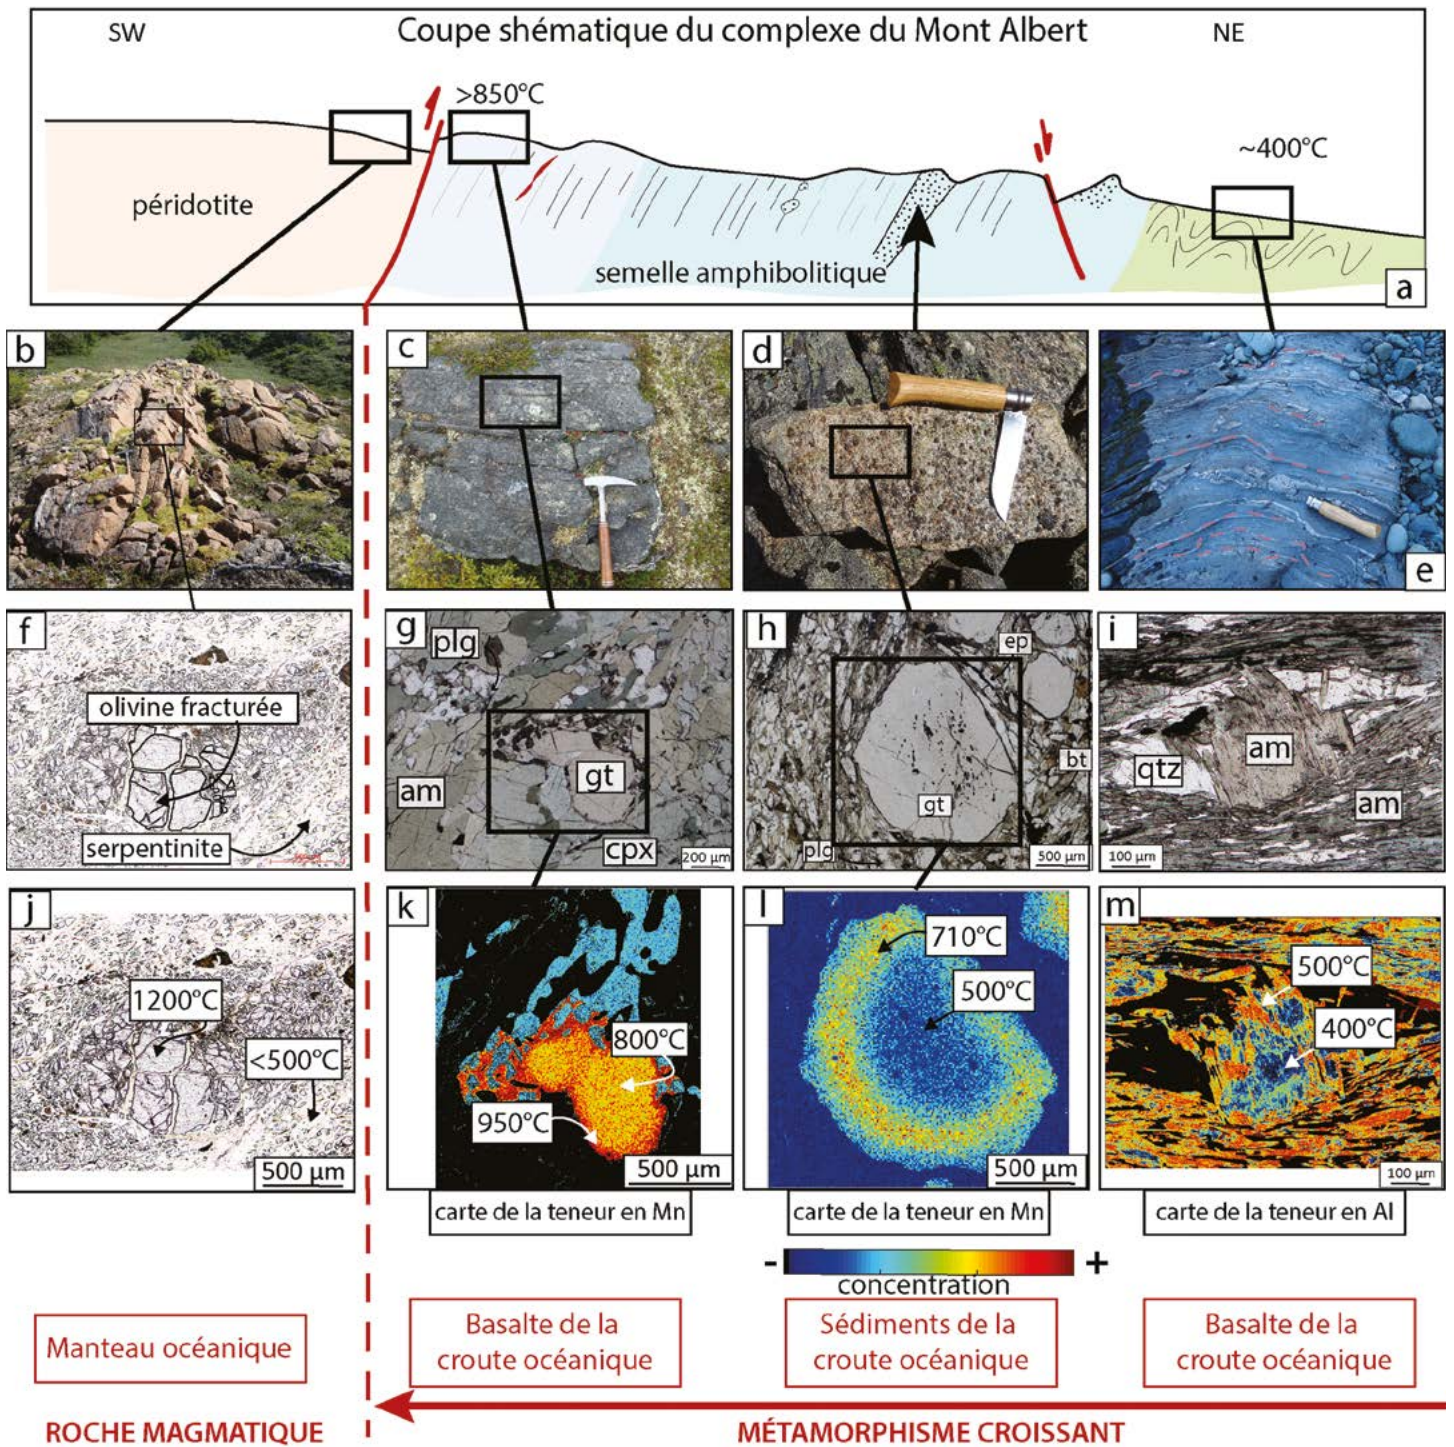 SW
Coupe shématique du complexe du Mont Albert
NE
>850°C
~400°C
péridotite
semelle amphibolitique
a
b
c
d
e
f
olivine fracturée
serpentinite
g
plg
am
gt
cpx
200 µm
h
ep
bt
gt
plg
500 µm
i
qtz
am
am
100 µm
j
1200°C
<500°C
500 µm
k
800°C
950°C
500 µm
l
710°C
500°C
500 µm
m
500°C
400°C
100 µm
carte de la teneur en Mn
carte de la teneur en Mn
carte de la teneur en Al
- +
concentration
Manteau océanique
Basalte de la
croute océanique
Sédiments de la
croute océanique
Basalte de la
croute océanique
ROCHE MAGMATIQUE
MÉTAMORPHISME CROISSANT